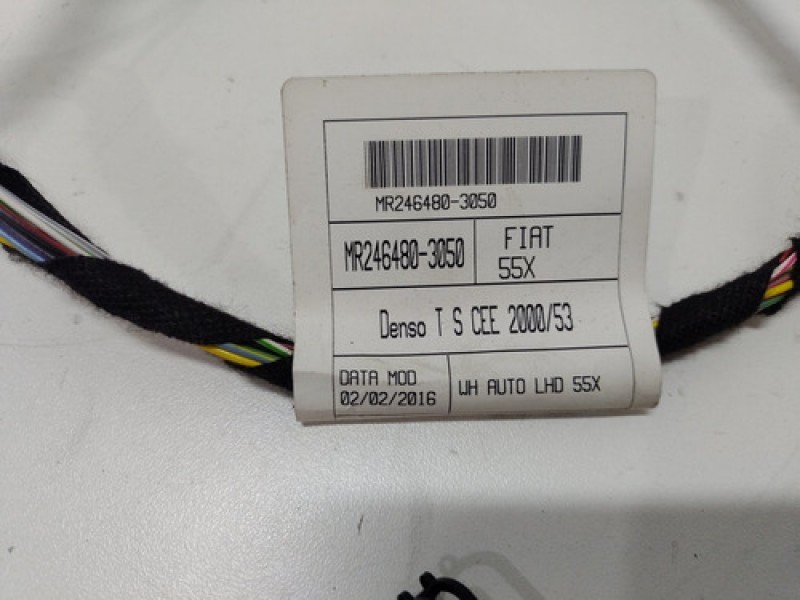 MR246480-3050
MR246480-3050
FIAT
55X
Denso T S CEE 2000/53
DATA MOD
02/02/2016
WH AUTO LHD 55X